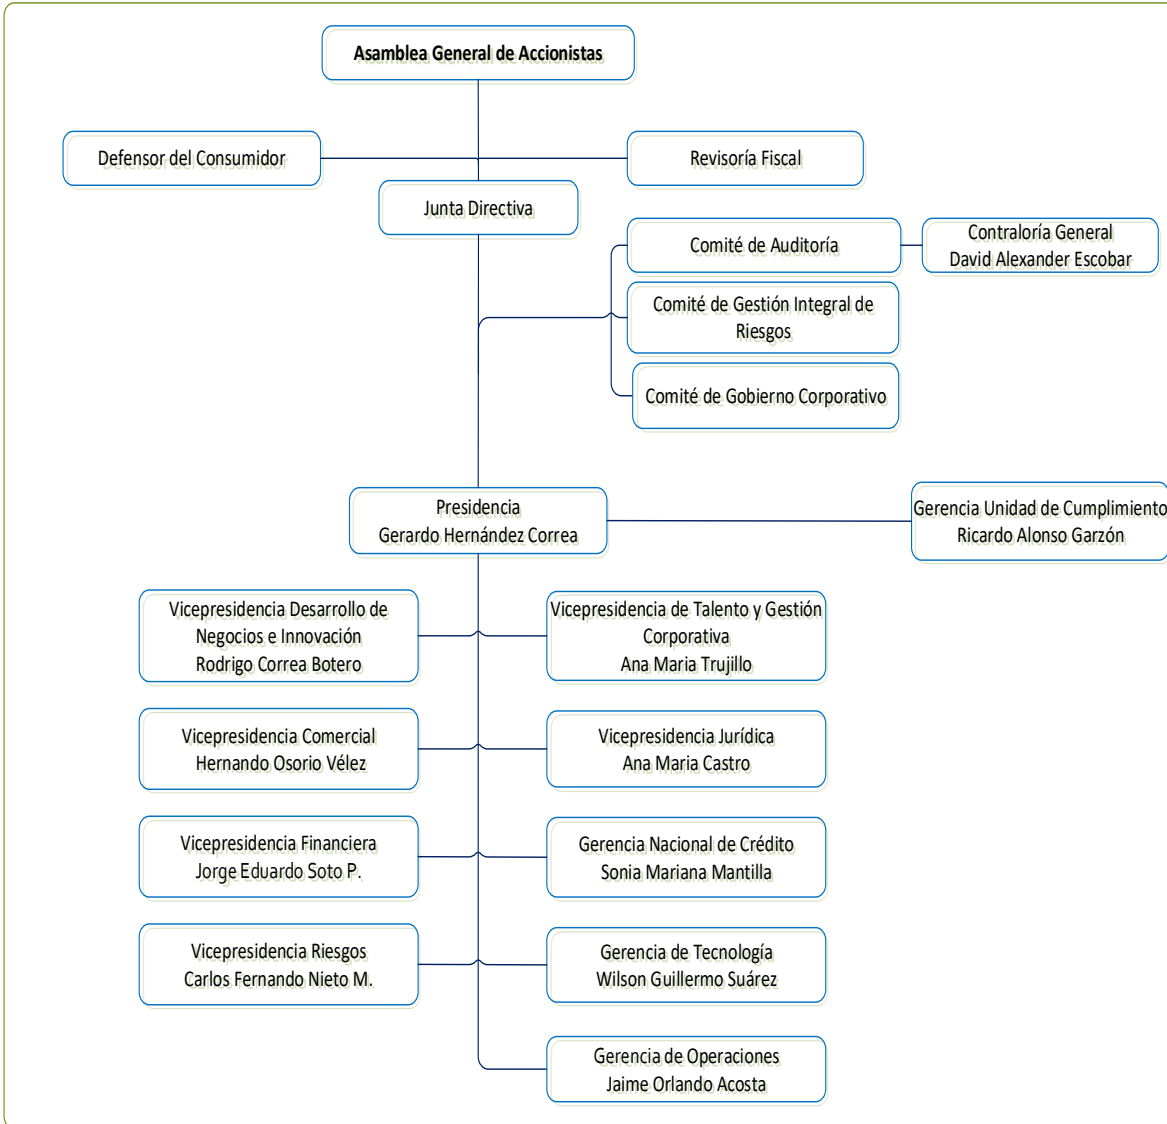 Asamblea General de Accionistas
Defensor del Consumidor
Revisoría Fiscal
Junta Directiva
Comité de Auditoría
Contraloría General
David Alexander Escobar
Comité de Gestión Integral de
Riesgos
Comité de Gobierno Corporativo
Presidencia
Gerardo Hernández Correa
Gerencia Unidad de Cumplimiento
Ricardo Alonso Garzón
Vicepresidencia Desarrollo de
Negocios e Innovación
Rodrigo Correa Botero
Vicepresidencia de Talento y Gestión
Corporativa
Ana Maria Trujillo
Vicepresidencia Comercial
Hernando Osorio Vélez
Vicepresidencia Jurídica
Ana Maria Castro
Vicepresidencia Financiera
Jorge Eduardo Soto P.
Gerencia Nacional de Crédito
Sonia Mariana Mantilla
Vicepresidencia Riesgos
Carlos Fernando Nieto M.
Gerencia de Tecnología
Wilson Guillermo Suárez
Gerencia de Operaciones
Jaime Orlando Acosta